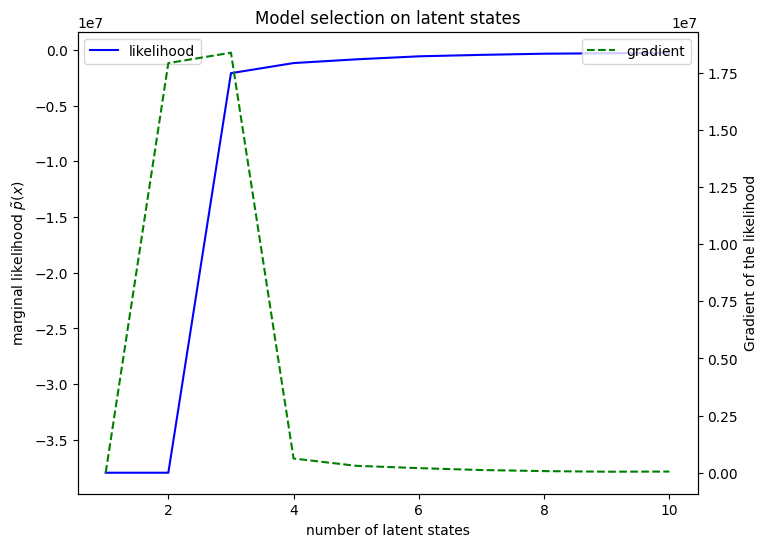 Model selection on latent states
1e7
1e7
likelihood
gradient
0.0
−0.5
−1.0
−1.5
−2.0
−2.5
−3.0
−3.5
marginal likelihood p̃(x)
1.75
1.50
1.25
1.00
0.75
0.50
0.25
0.00
Gradient of the likelihood
2 4 6 8 10
number of latent states